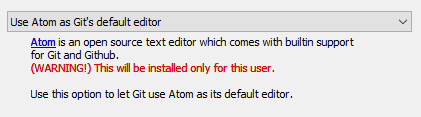 Use Atom as Git's default editor
Atom is an open source text editor which comes with builtin support
for Git and Github.
(WARNING!) This will be installed only for this user.
Use this option to let Git use Atom as its default editor.